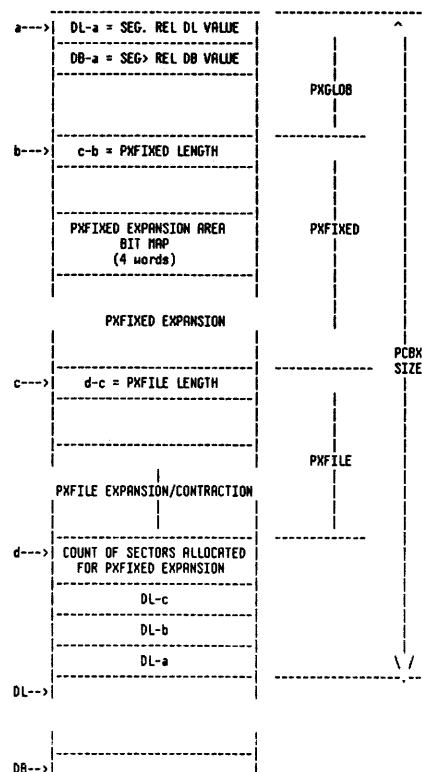 a---> DL-a = SEG. REL DL VALUE
DB-a = SEG> REL DB VALUE
PXGLOB
b---> c-b = PXFIXED LENGTH
PXFIXED EXPANSION AREA
BIT MAP
(4 words)
PXFIXED
PXFIXED EXPANSION
PCBX
SIZE
c---> d-c = PXFILE LENGTH
PXFILE
PXFILE EXPANSION/CONTRACTION
d---> COUNT OF SECTORS ALLOCATED
FOR PXFIXED EXPANSION
DL-c
DL-b
DL-a
DL-->
DB-->